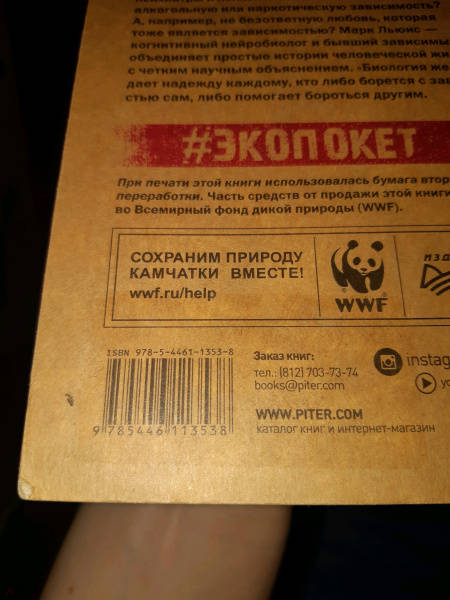 алкогольную или наркотическую зависимость?
А, например, не безответную любовь, которая
тоже является зависимостью? Марк Льюис —
когнитивный нейробиолог и бывший зависимы
объединяет простые истории человеческой жи
с четким научным объяснением. «Биология же
дает надежду каждому, кто либо борется с зав
стью сам, либо помогает бороться другим.
#ЭКОПОКЕТ
При печати этой книги использовалась бумага втор
переработки. Часть средств от продажи этой книги
во Всемирный фонд дикой природы (WWF).
СОХРАНИМ ПРИРОДУ
КАМЧАТКИ ВМЕСТЕ!
wwf.ru/help
WWF
ИЗД
ISBN 978-5-4461-1353-8
9 785446 113538
Заказ книг:
тел.: (812) 703-73-74
books@piter.com
instag
yo
WWW.PITER.COM
каталог книг и интернет-магазин